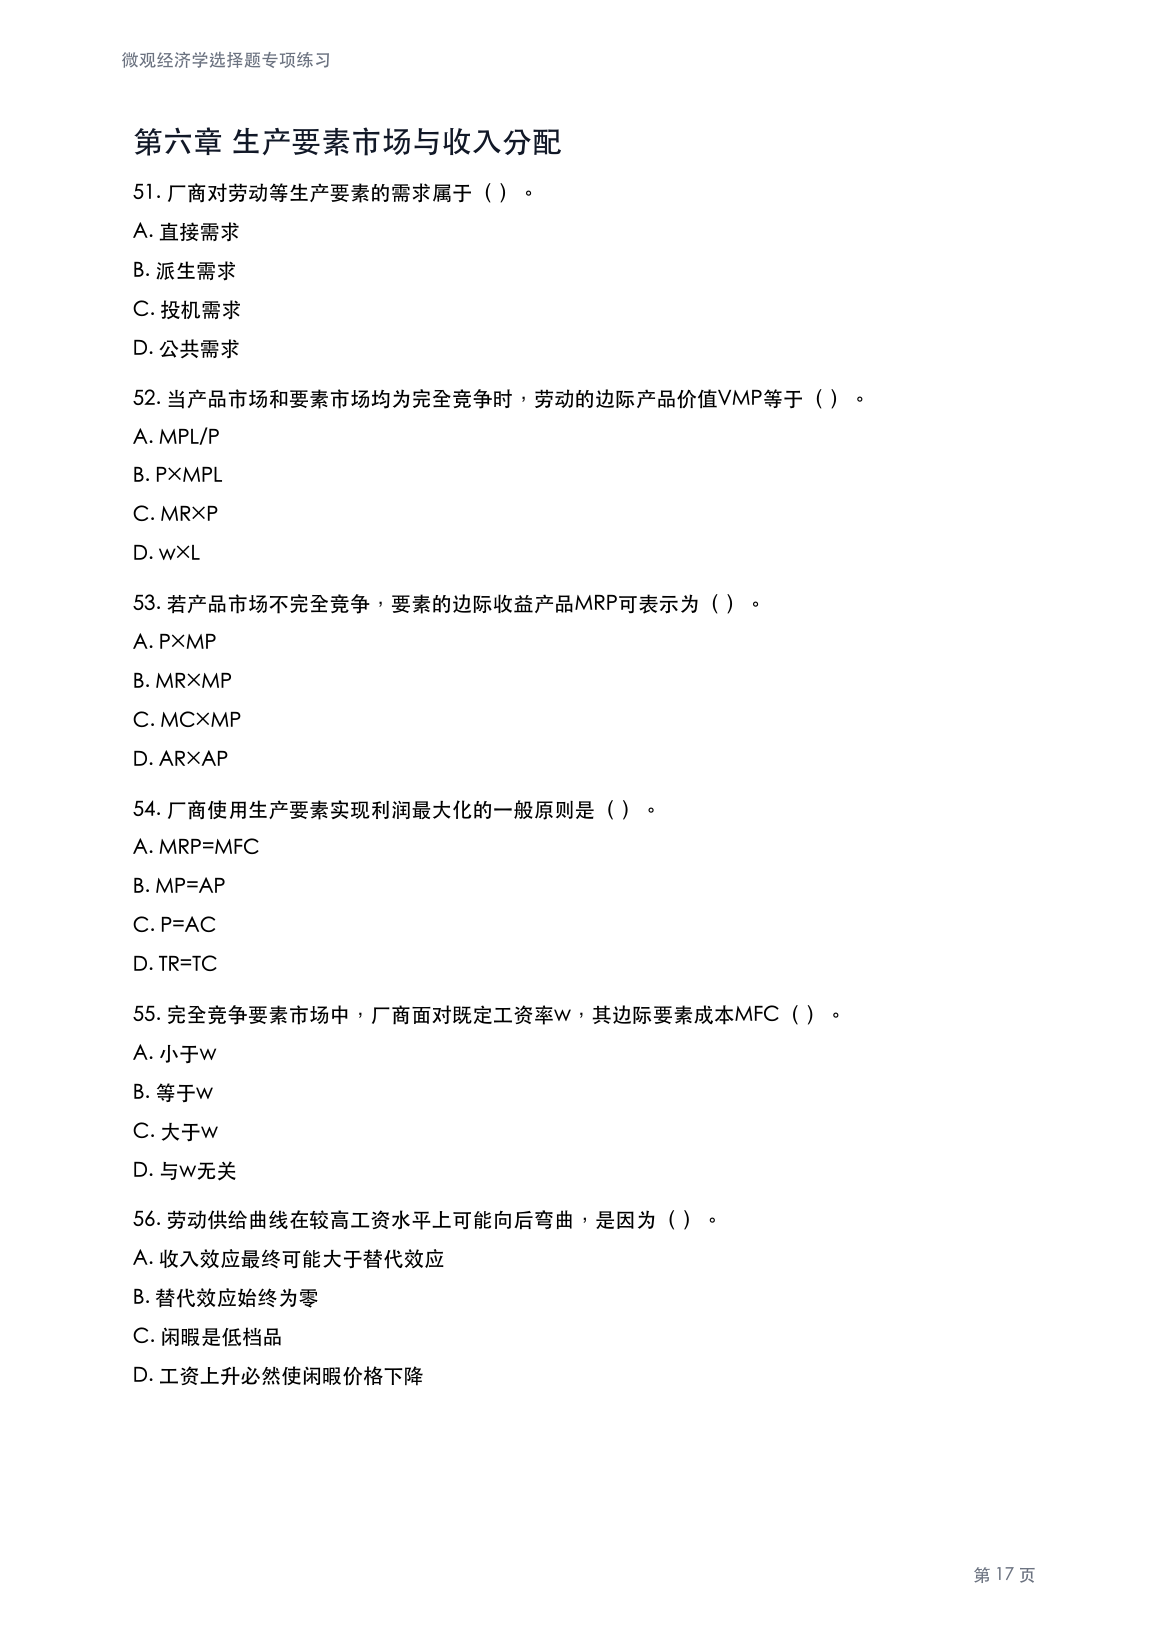 微观经济学选择题专项练习
第六章 生产要素市场与收入分配
51. 厂商对劳动等生产要素的需求属于（ ）。
A. 直接需求
B. 派生需求
C. 投机需求
D. 公共需求
52. 当产品市场和要素市场均为完全竞争时，劳动的边际产品价值VMP等于（ ）。
A. MPL/P
B. P×MPL
C. MR×P
D. w×L
53. 若产品市场不完全竞争，要素的边际收益产品MRP可表示为（ ）。
A. P×MP
B. MR×MP
C. MC×MP
D. AR×AP
54. 厂商使用生产要素实现利润最大化的一般原则是（ ）。
A. MRP=MFC
B. MP=AP
C. P=AC
D. TR=TC
55. 完全竞争要素市场中，厂商面对既定工资率w，其边际要素成本MFC（ ）。
A. 小于w
B. 等于w
C. 大于w
D. 与w无关
56. 劳动供给曲线在较高工资水平上可能向后弯曲，是因为（ ）。
A. 收入效应最终可能大于替代效应
B. 替代效应始终为零
C. 闲暇是低档品
D. 工资上升必然使闲暇价格下降
第 17 页